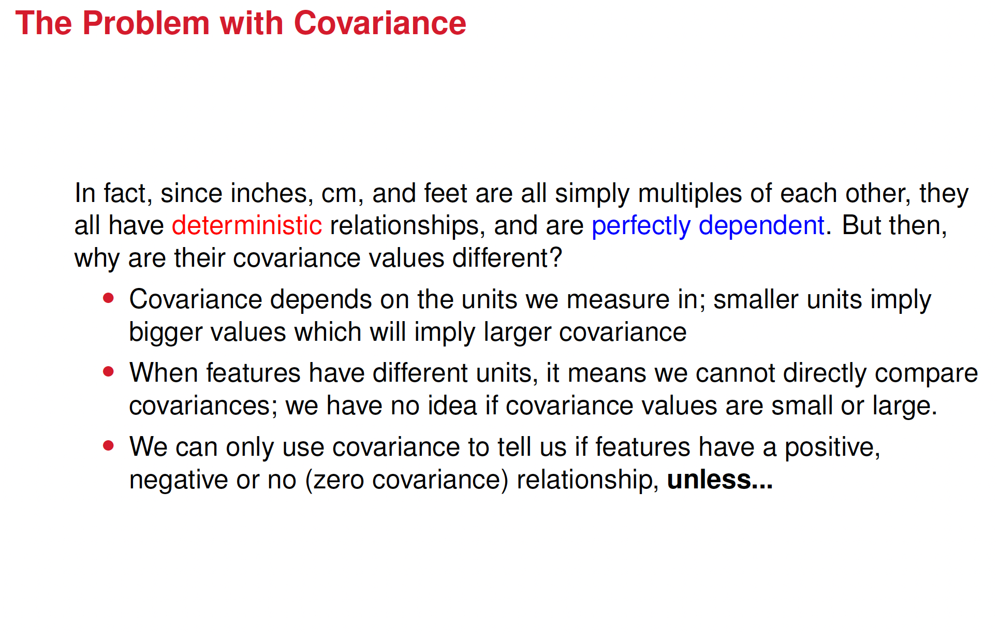 The Problem with Covariance
In fact, since inches, cm, and feet are all simply multiples of each other, they
all have deterministic relationships, and are perfectly dependent. But then,
why are their covariance values different?
• Covariance depends on the units we measure in; smaller units imply
bigger values which will imply larger covariance
• When features have different units, it means we cannot directly compare
covariances; we have no idea if covariance values are small or large.
• We can only use covariance to tell us if features have a positive,
negative or no (zero covariance) relationship, unless...